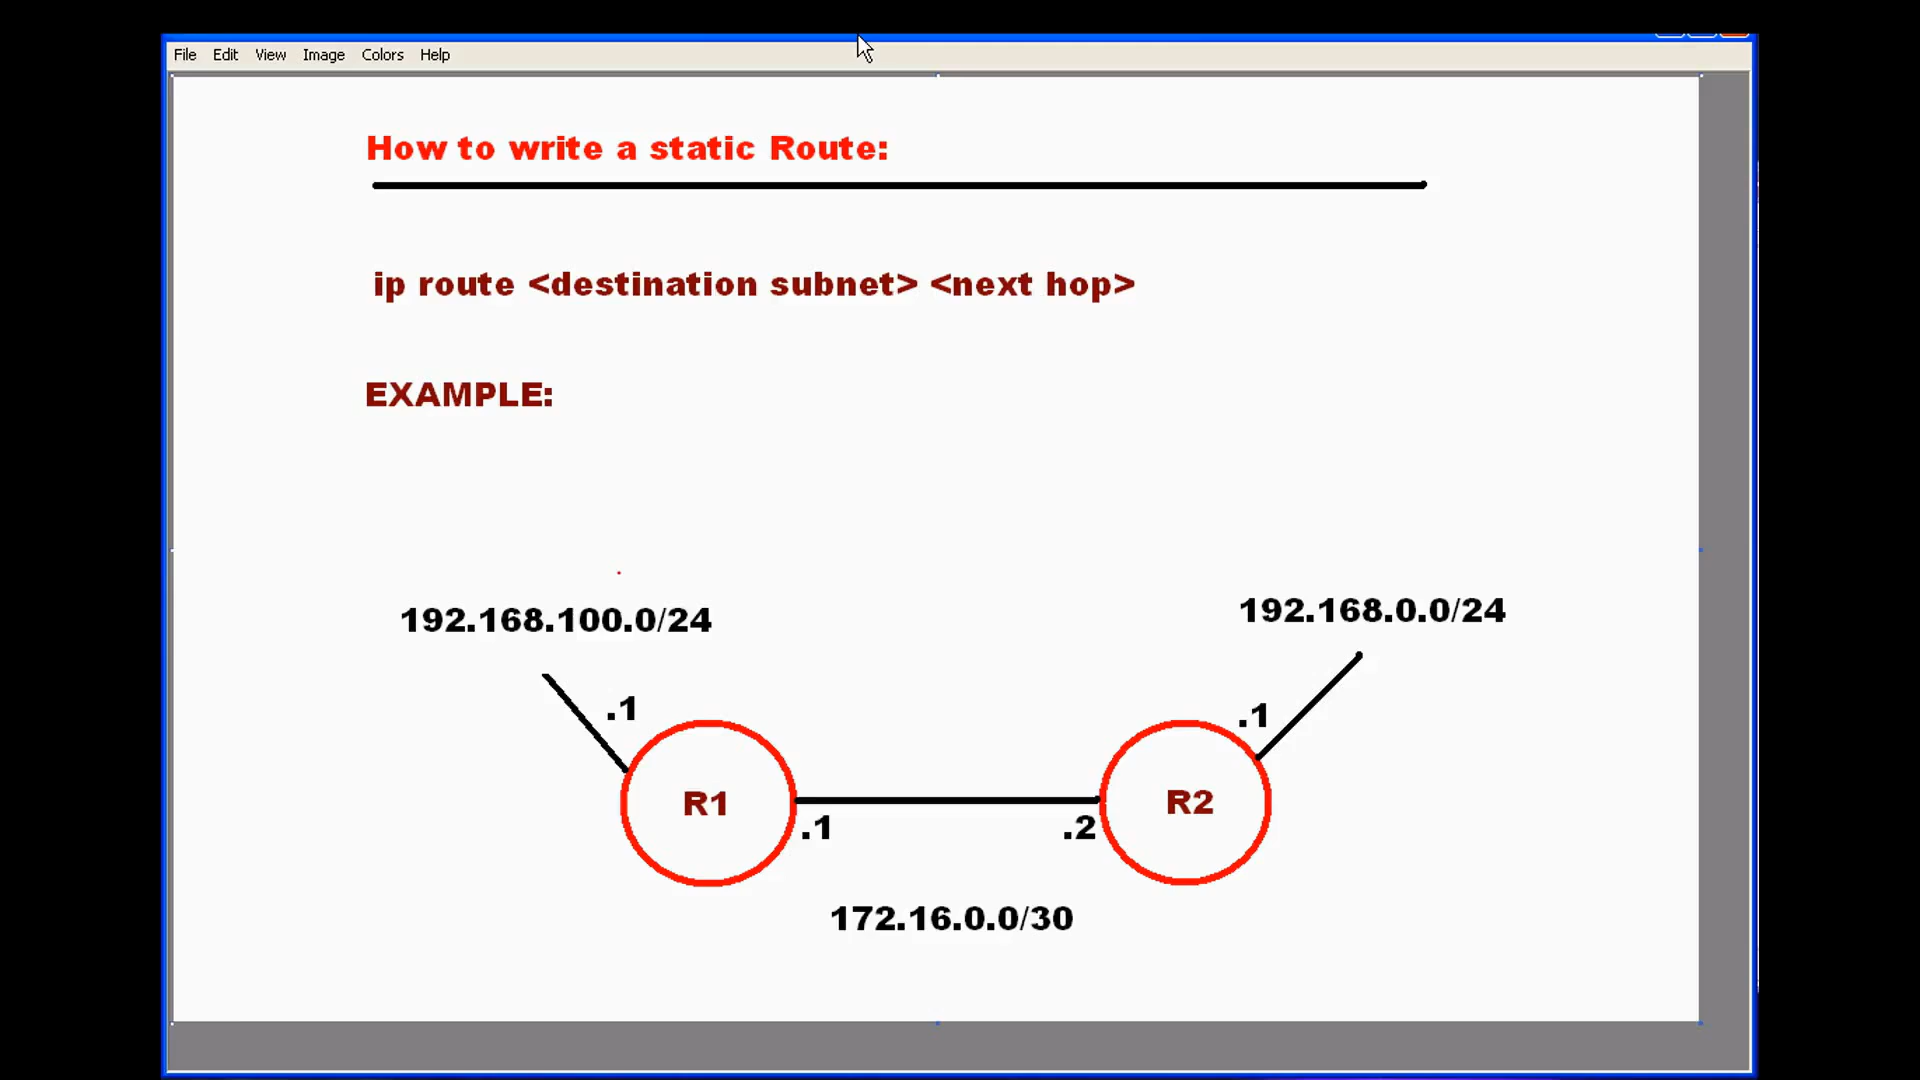 File Edit View Image Colors Help
How to write a static Route:
ip route <destination subnet> <next hop>
EXAMPLE:
192.168.100.0/24
192.168.0.0/24
.1
.1
R1
R2
.1
.2
172.16.0.0/30